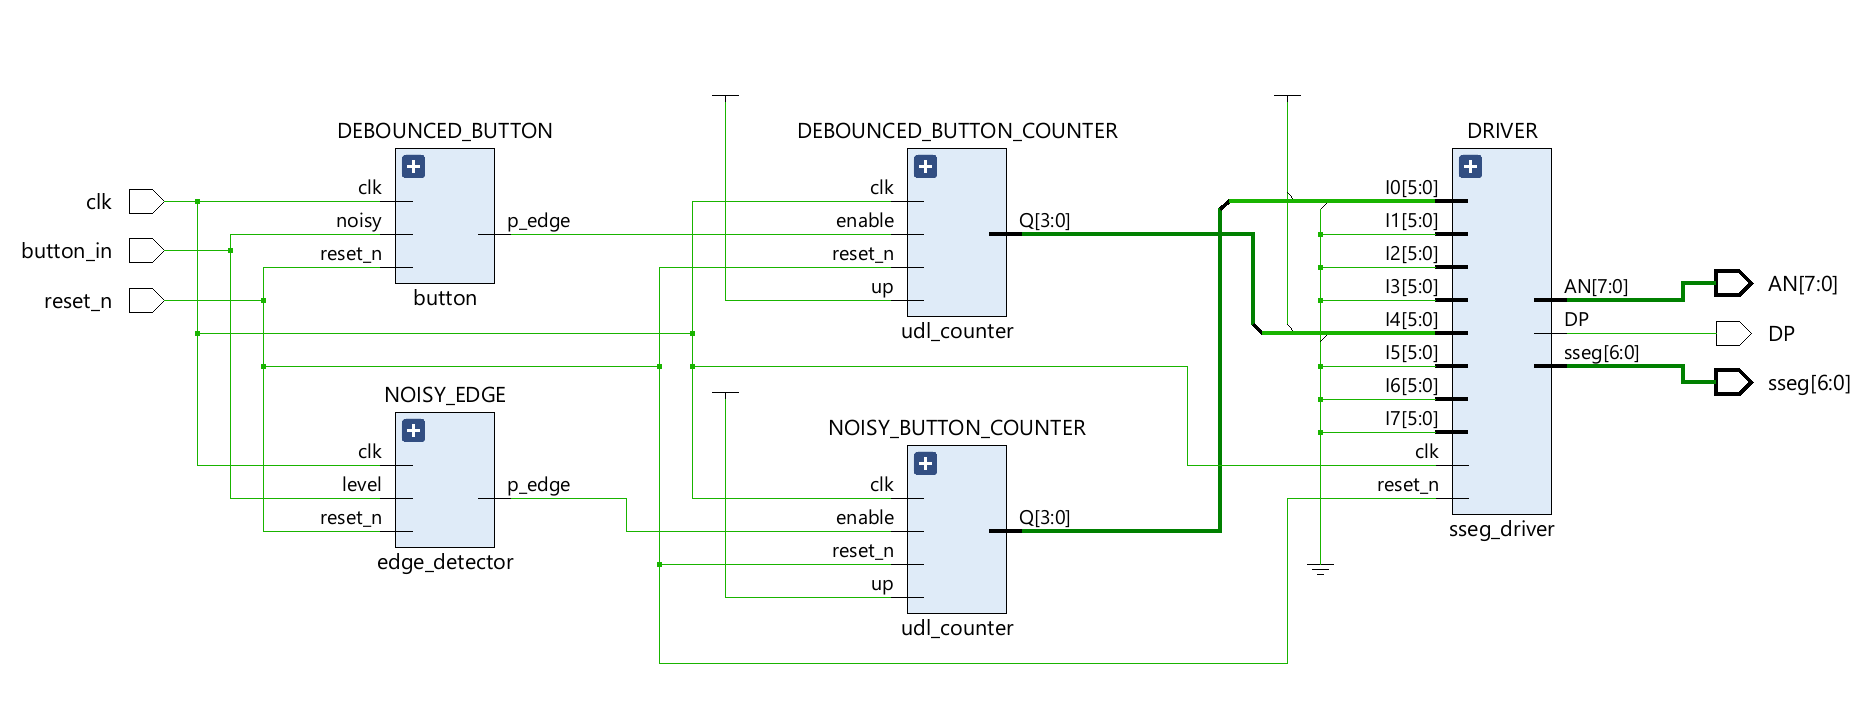 clk
button_in
reset_n
DEBOUNCED_BUTTON
clk
noisy
reset_n
p_edge
button
NOISY_EDGE
clk
level
reset_n
p_edge
edge_detector
DEBOUNCED_BUTTON_COUNTER
clk
enable
reset_n
up
Q[3:0]
udl_counter
NOISY_BUTTON_COUNTER
clk
enable
reset_n
up
Q[3:0]
udl_counter
DRIVER
I0[5:0]
I1[5:0]
I2[5:0]
I3[5:0]
I4[5:0]
I5[5:0]
I6[5:0]
I7[5:0]
clk
reset_n
AN[7:0]
DP
sseg[6:0]
sseg_driver
AN[7:0]
DP
sseg[6:0]